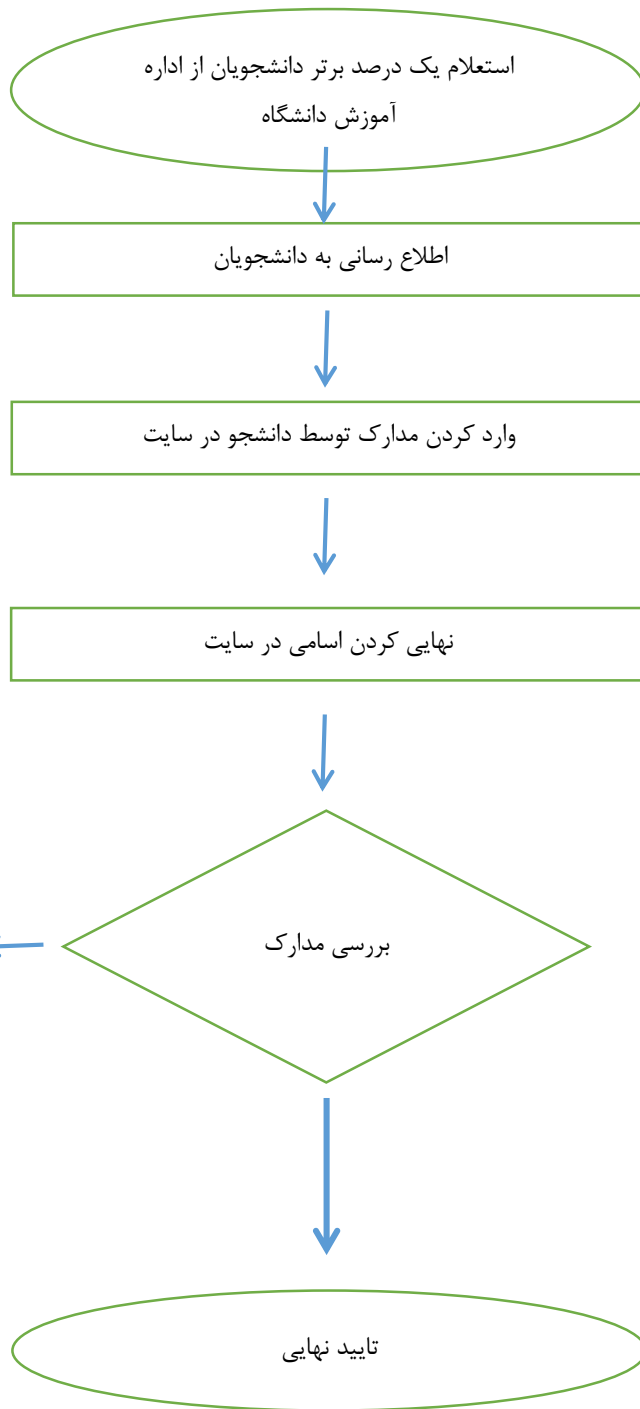 استعلام یک درصد برتر دانشجویان از اداره
آموزش دانشگاه
اطلاع رسانی به دانشجویان
وارد کردن مدارک توسط دانشجو در سایت
نهایی کردن اسامی در سایت
بررسی مدارک
تایید نهایی